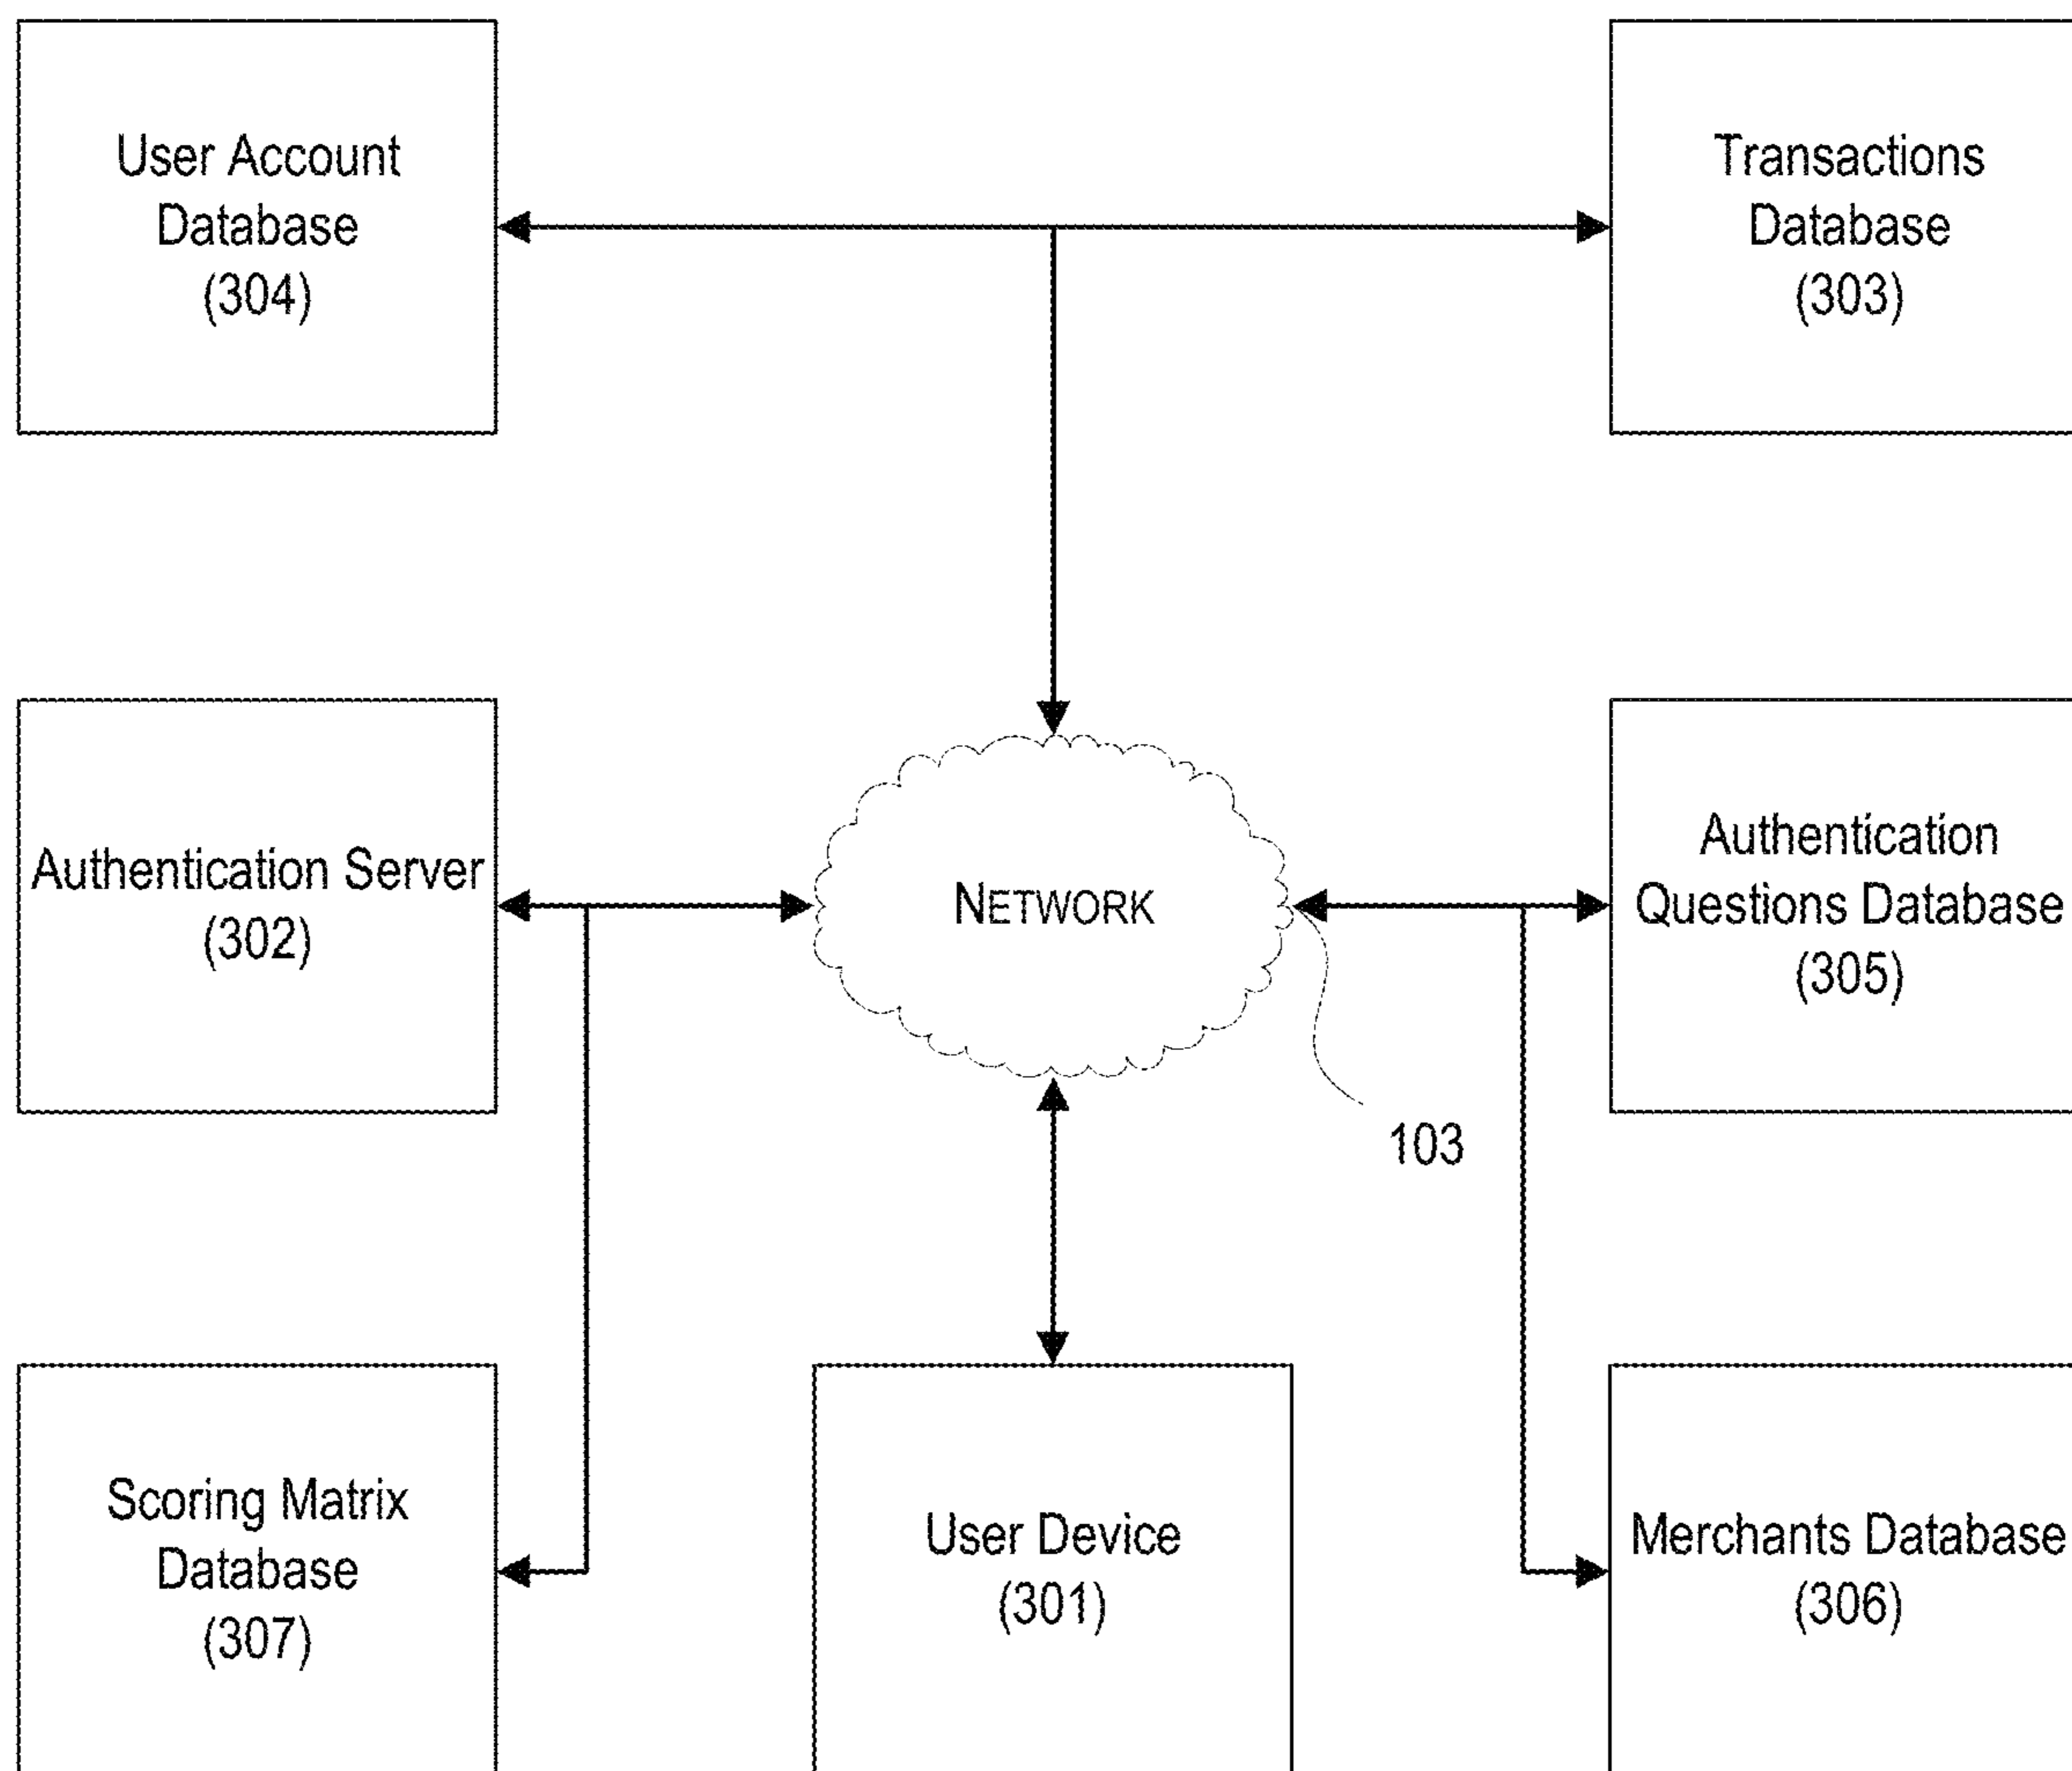 User Account
Database
(304)
Transactions
Database
(303)
Authentication Server
(302)
NETWORK
Authentication
Questions Database
(305)
103
Scoring Matrix
Database
(307)
User Device
(301)
Merchants Database
(306)